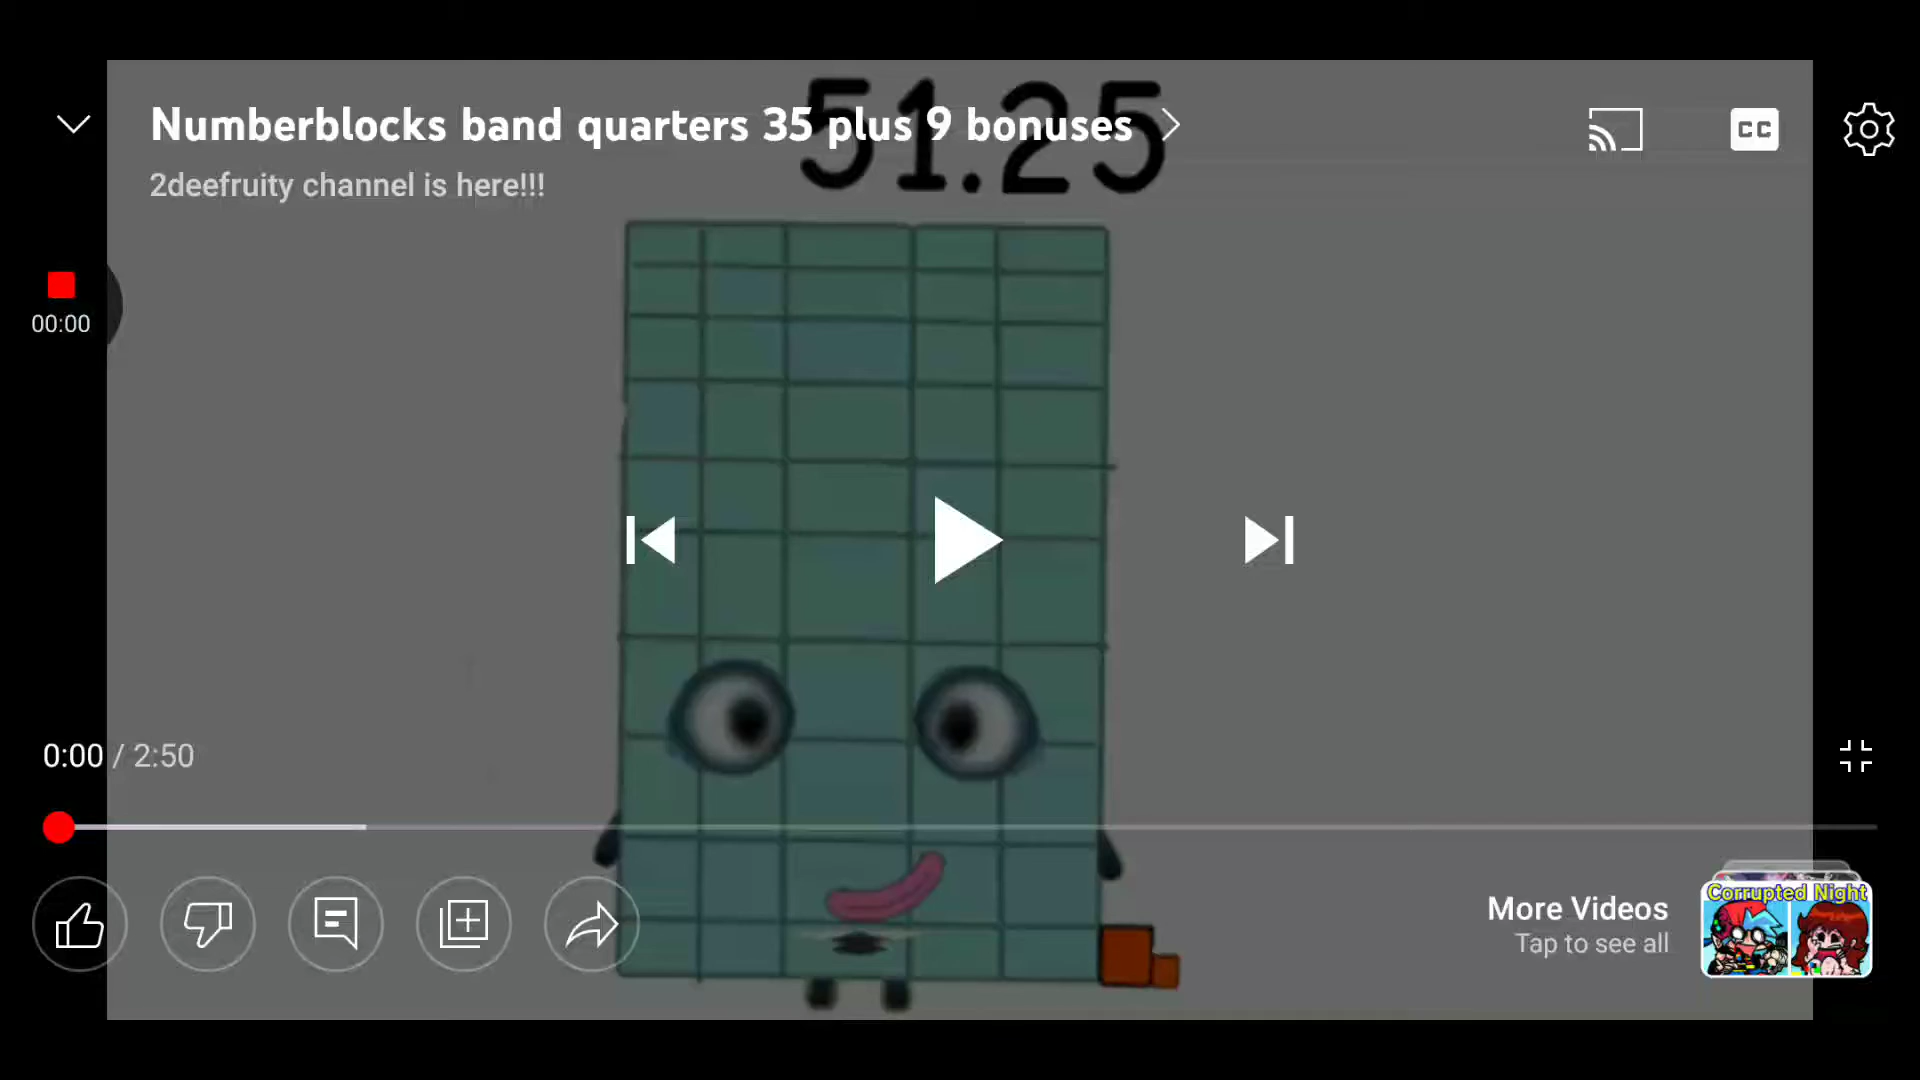 51.25
Numberblocks band quarters 35 plus 9 bonuses
CC
2deefruity channel is here!!!
00:00
0:00 / 2:50
More Videos
Tap to see all
Corrupted Night